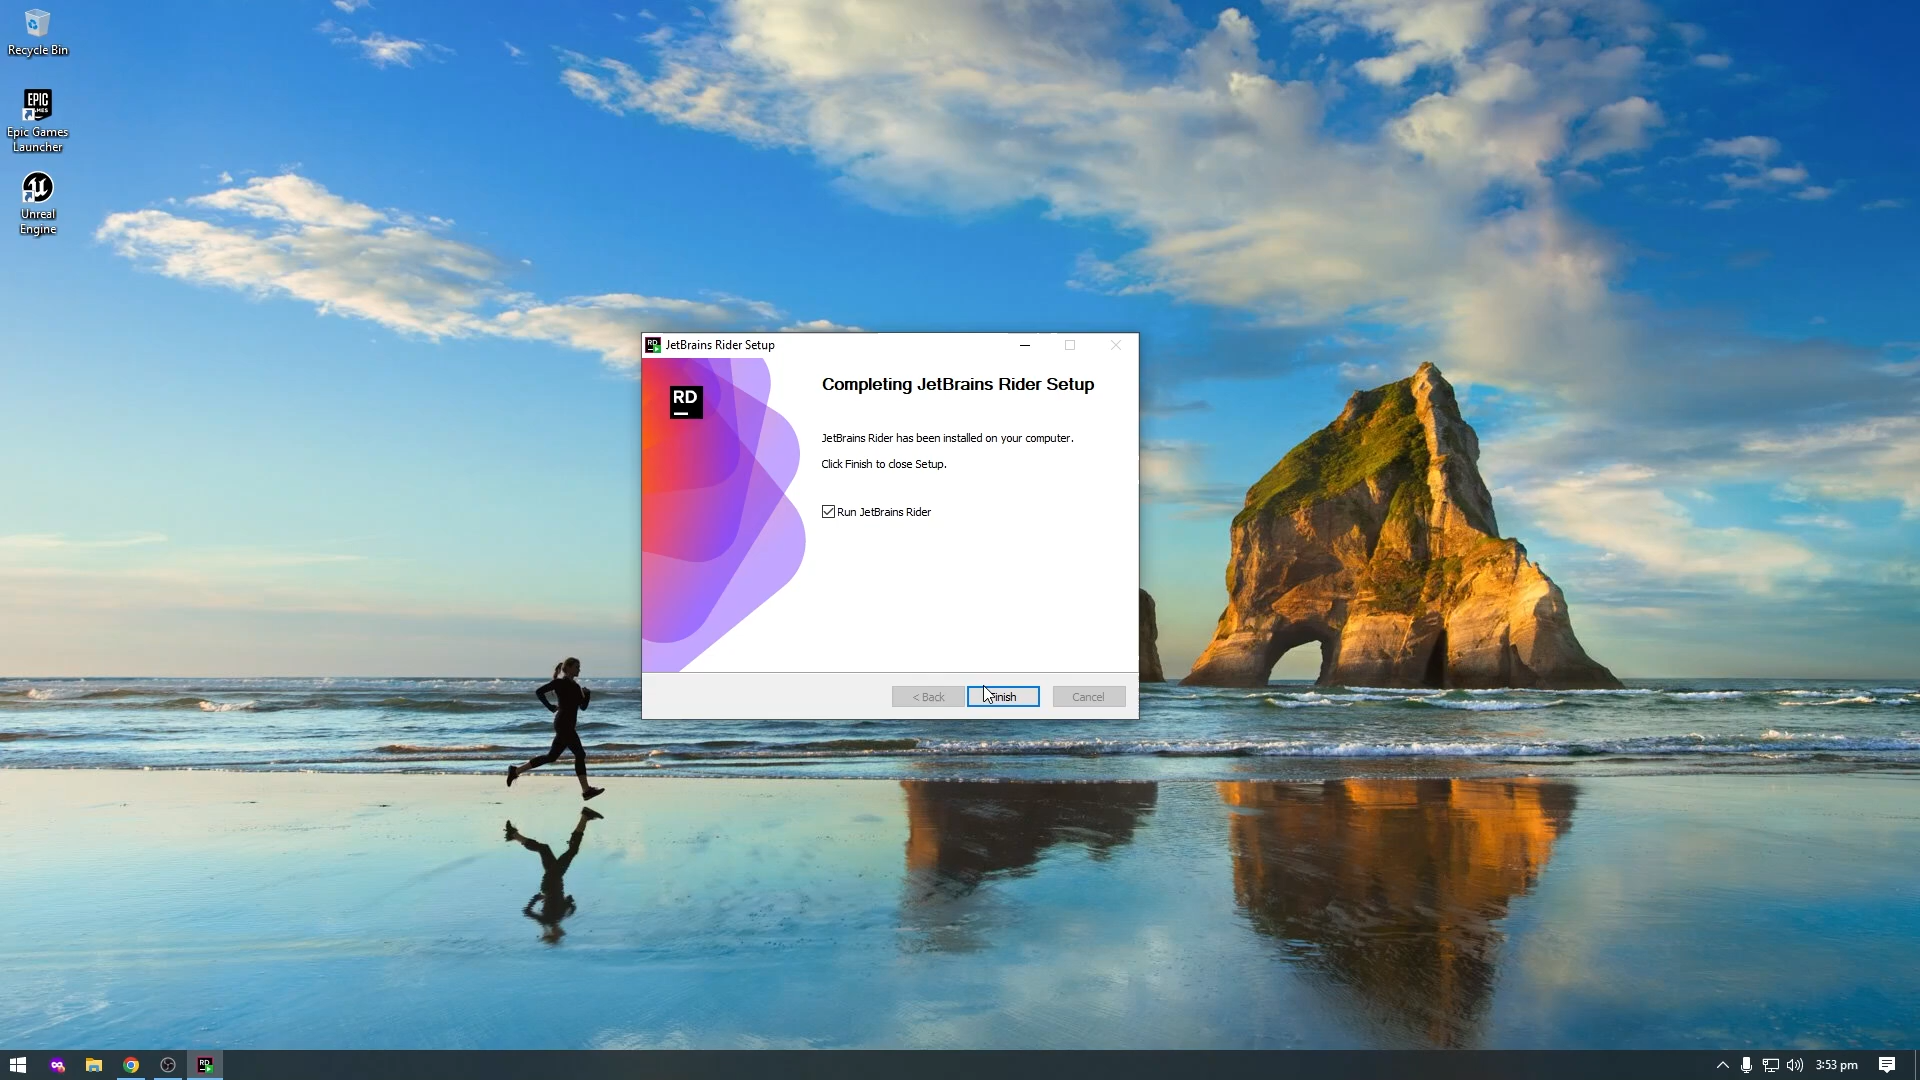 Recycle Bin
EPIC
GAMES
Epic Games
Launcher
Unreal
Engine
JetBrains Rider Setup
RD
Completing JetBrains Rider Setup
JetBrains Rider has been installed on your computer.
Click Finish to close Setup.
Run JetBrains Rider
< Back
Finish
Cancel
RD
3:53 pm